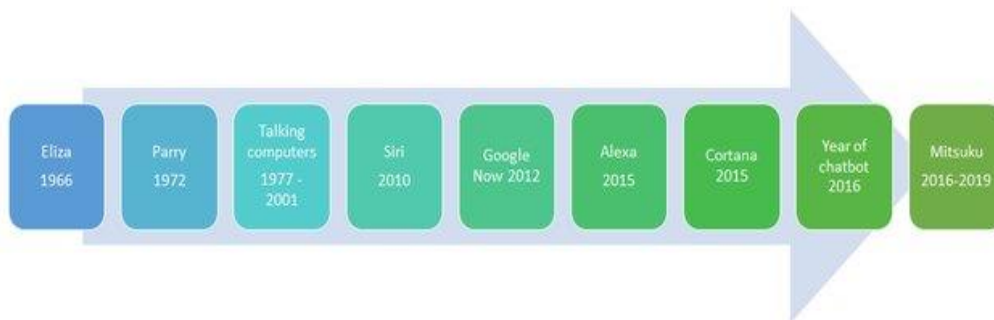 Eliza
1966
Parry
1972
Talking
computers
1977 -
2001
Siri
2010
Google
Now 2012
Alexa
2015
Cortana
2015
Year of
chatbot
2016
Mitsuku
2016-2019